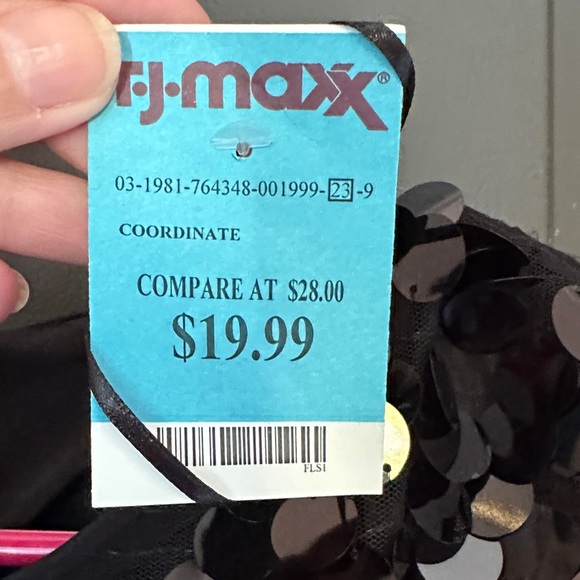 T·J·maxx®
03-1981-764348-001999-23-9
COORDINATE
COMPARE AT $28.00
$19.99
FLS1